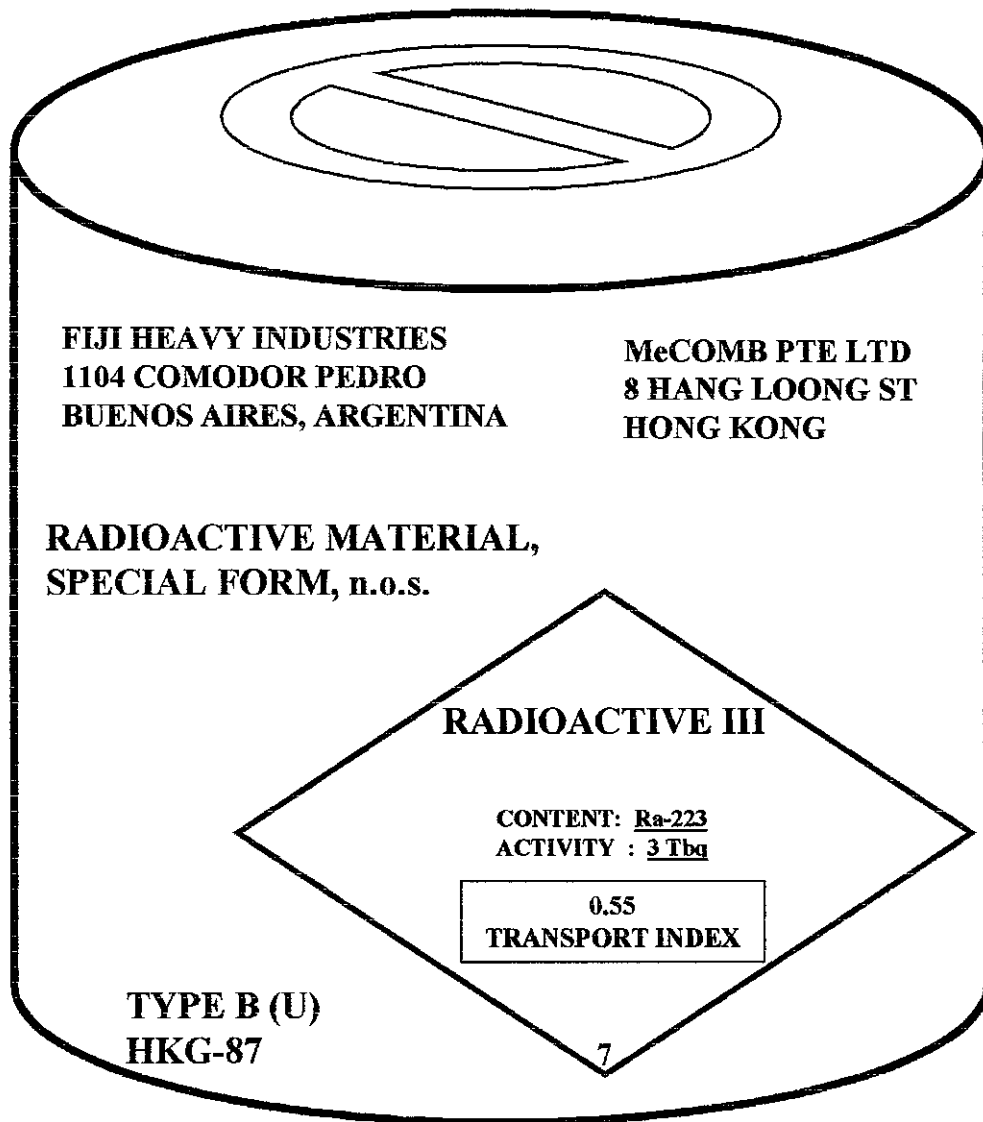 FIJI HEAVY INDUSTRIES
1104 COMODOR PEDRO
BUENOS AIRES, ARGENTINA
MeCOMB PTE LTD
8 HANG LOONG ST
HONG KONG
RADIOACTIVE MATERIAL,
SPECIAL FORM, n.o.s.
RADIOACTIVE III
CONTENT: Ra-223
ACTIVITY : 3 Tbq
0.55
TRANSPORT INDEX
TYPE B (U)
HKG-87
7